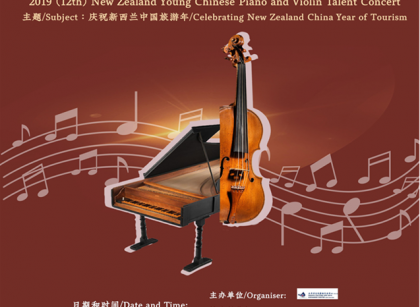 2019 (12th) New Zealand Young Chinese Piano and Violin Talent Concert
主题/Subject：庆祝新西兰中国旅游年/Celebrating New Zealand China Year of Tourism
主办单位/Organiser:
日期和时间/Date and Time: